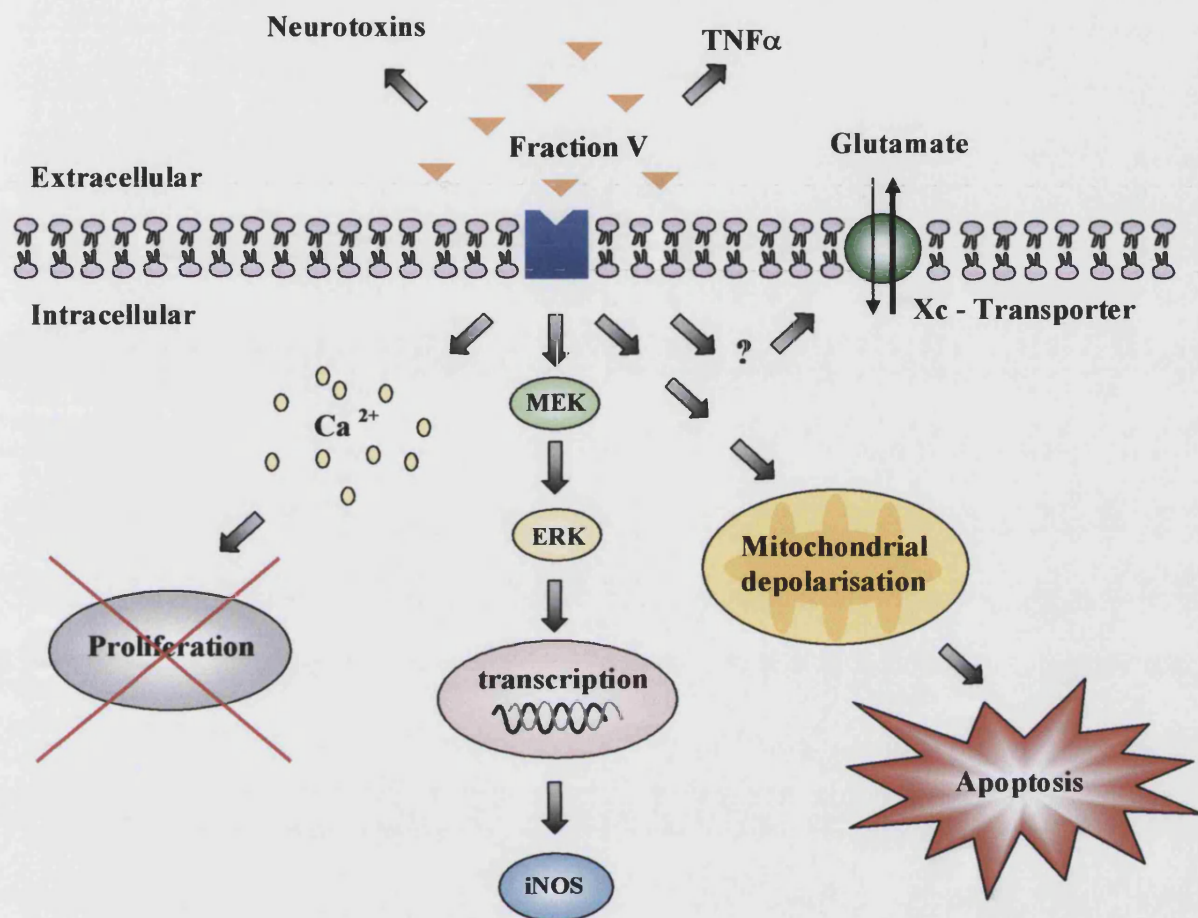 Neurotoxins
TNFα
Fraction V
Glutamate
Extracellular
Intracellular
Xc - Transporter
?
MEK
Ca 2+
ERK
Mitochondrial
depolarisation
Proliferation
transcription
Apoptosis
iNOS